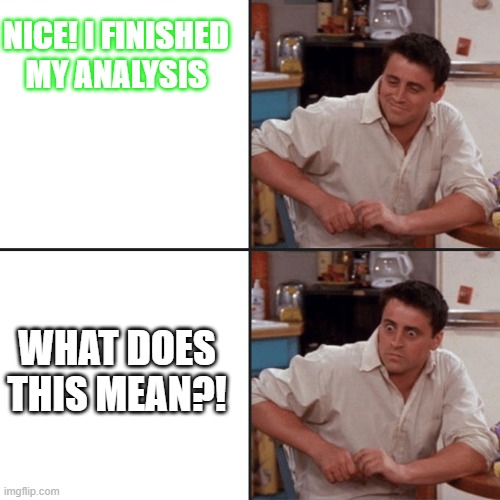 NICE! I FINISHED
MY ANALYSIS
WHAT DOES
THIS MEAN?!
imgflip.com